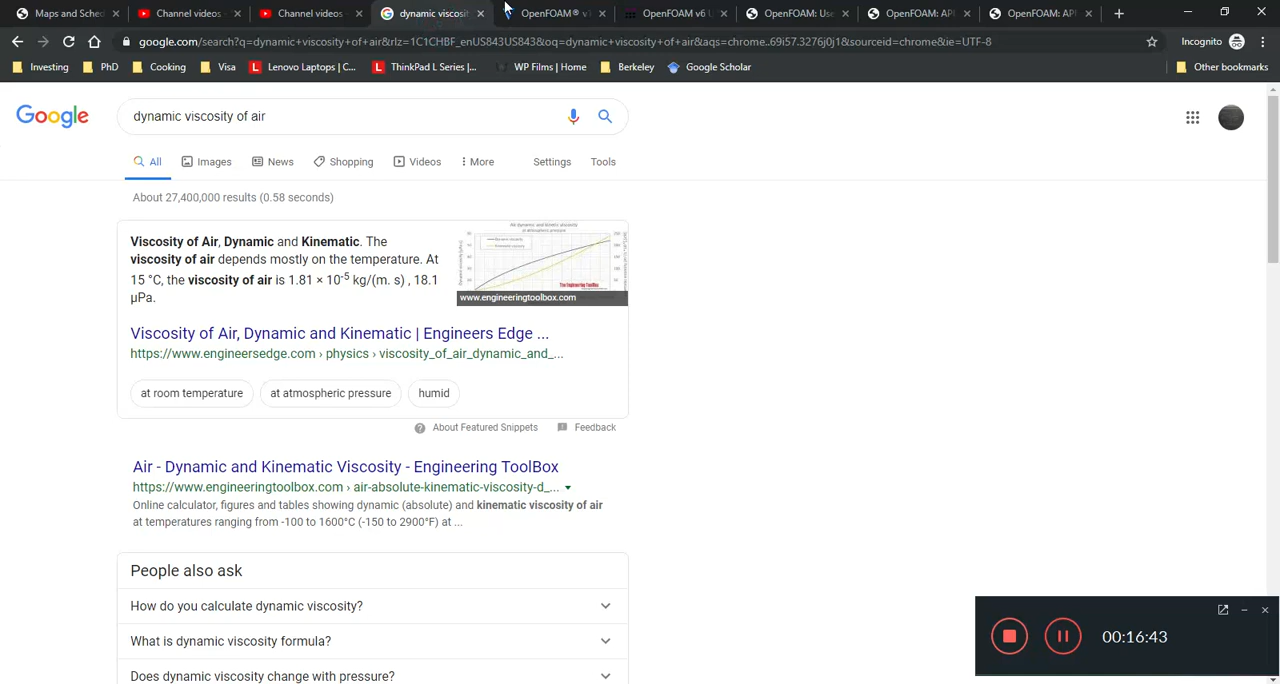 Maps and Sched
Channel videos -
Channel videos -
dynamic viscosit
OpenFOAM® v1
OpenFOAM v6 U
OpenFOAM: Use
OpenFOAM: API
OpenFOAM: API
google.com/search?q=dynamic+viscosity+of+air&rlz=1C1CHBF_enUS843US843&oq=dynamic+viscosity+of+air&aqs=chrome..69i57.3276j0j1&sourceid=chrome&ie=UTF-8
Incognito
Investing
PhD
Cooking
Visa
Lenovo Laptops | C...
ThinkPad L Series |...
WP Films | Home
Berkeley
Google Scholar
Other bookmarks
Google
dynamic viscosity of air
All
Images
News
Shopping
Videos
More
Settings
Tools
About 27,400,000 results (0.58 seconds)
Viscosity of Air, Dynamic and Kinematic. The
viscosity of air depends mostly on the temperature. At
15 °C, the viscosity of air is 1.81 × 10-5 kg/(m. s) , 18.1
µPa.
www.engineeringtoolbox.com
Viscosity of Air, Dynamic and Kinematic | Engineers Edge ...
https://www.engineersedge.com › physics › viscosity_of_air_dynamic_and_...
at room temperature
at atmospheric pressure
humid
About Featured Snippets
Feedback
Air - Dynamic and Kinematic Viscosity - Engineering ToolBox
https://www.engineeringtoolbox.com › air-absolute-kinematic-viscosity-d_...
Online calculator, figures and tables showing dynamic (absolute) and kinematic viscosity of air
at temperatures ranging from -100 to 1600°C (-150 to 2900°F) at ...
People also ask
How do you calculate dynamic viscosity?
What is dynamic viscosity formula?
Does dynamic viscosity change with pressure?
00:16:43